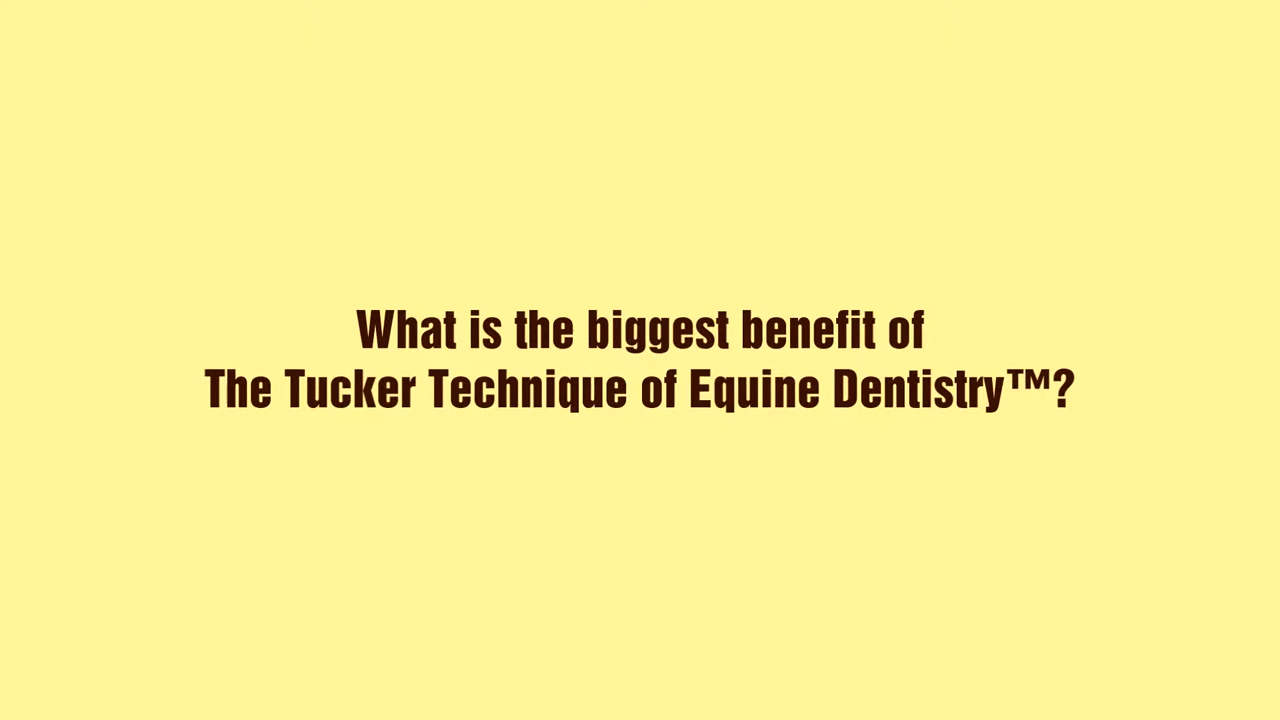 What is the biggest benefit of
The Tucker Technique of Equine Dentistry™?